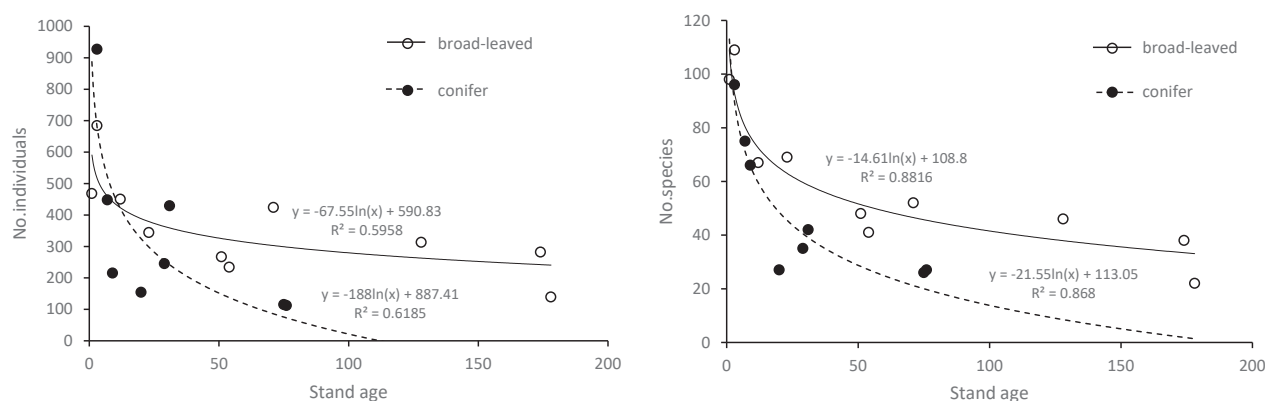 1000
900
800
700
600
500
400
300
200
100
0
No.individuals
0
50
100
150
200
Stand age
broad-leaved
conifer
y = -67.55ln(x) + 590.83
R² = 0.5958
y = -188ln(x) + 887.41
R² = 0.6185
120
100
80
60
40
20
0
No.species
0
50
100
150
200
Stand age
broad-leaved
conifer
y = -14.61ln(x) + 108.8
R² = 0.8816
y = -21.55ln(x) + 113.05
R² = 0.868